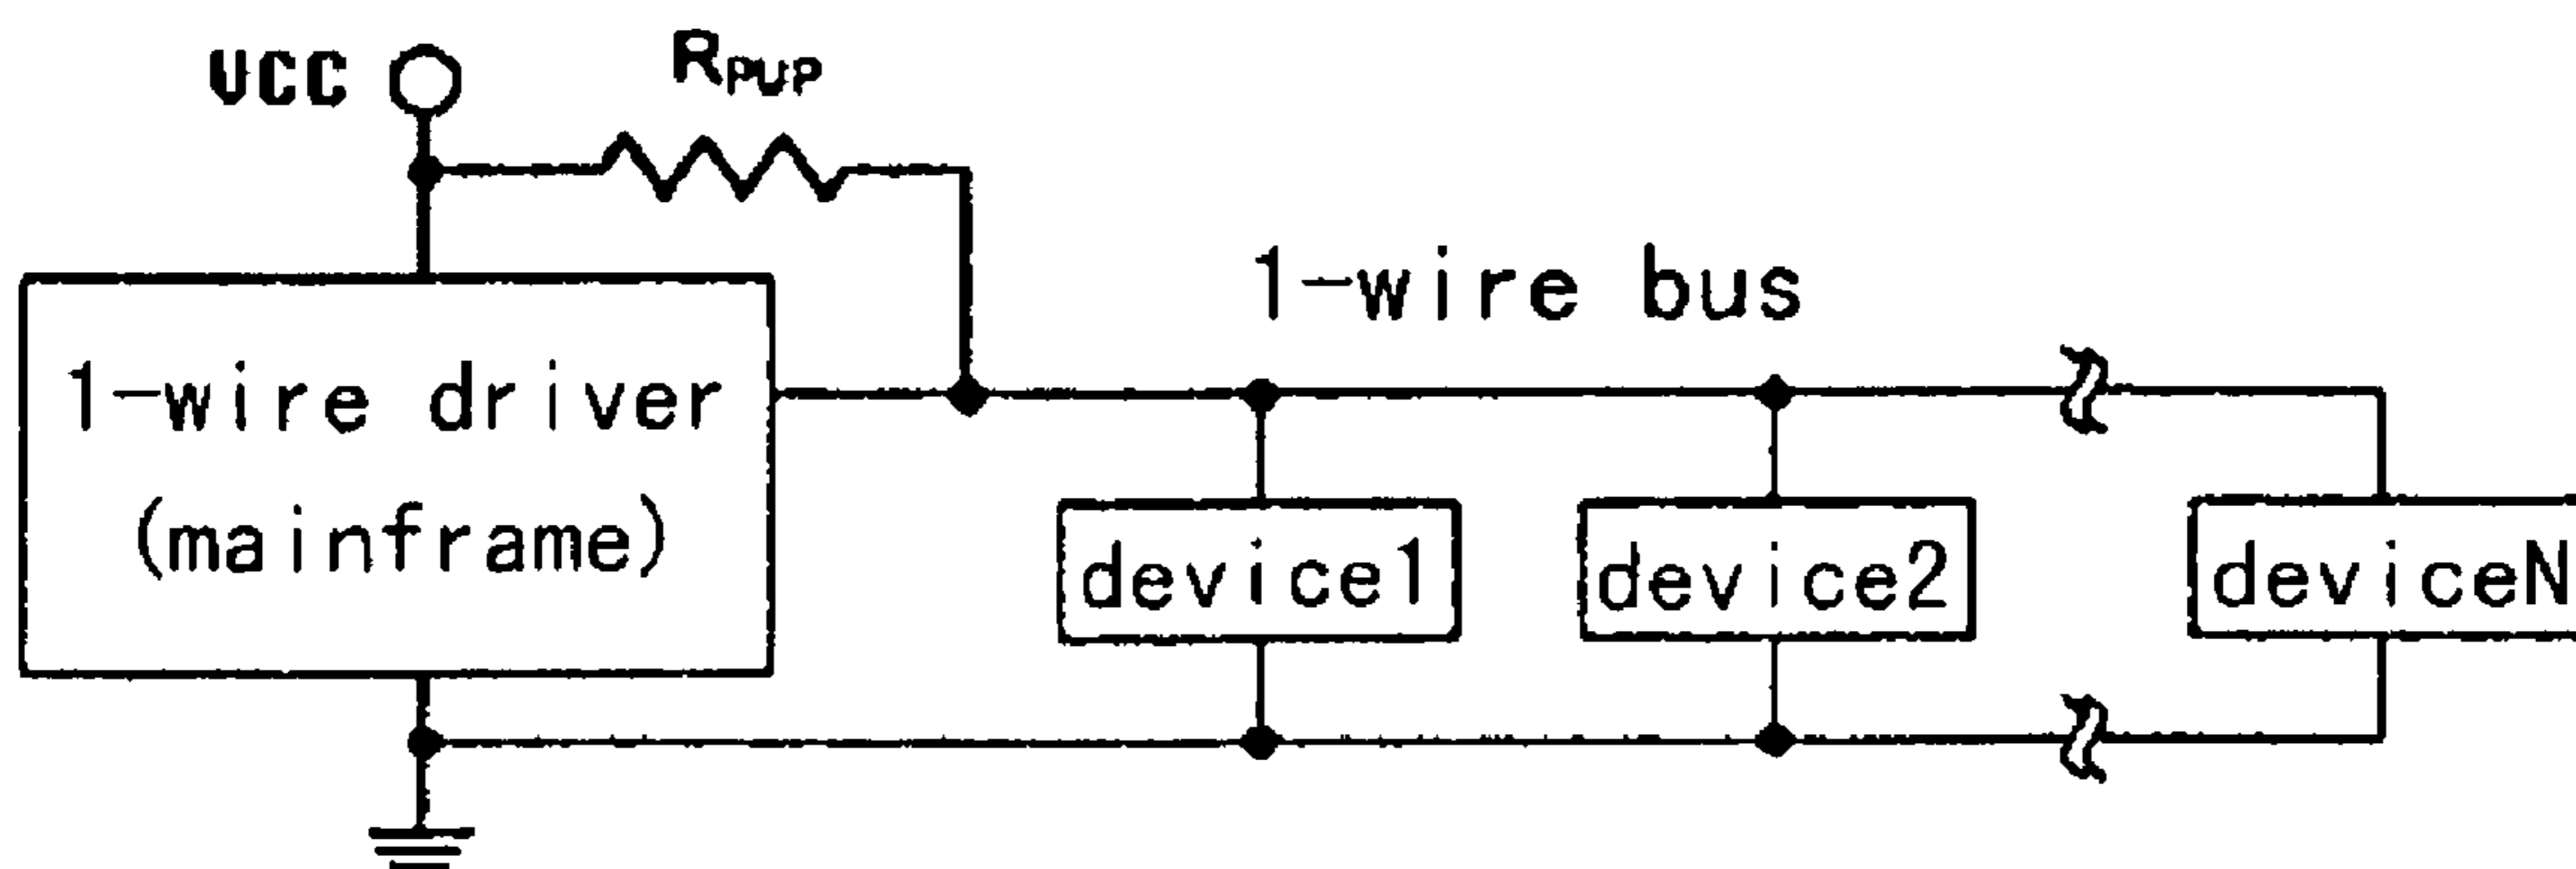 VCC
RPUP
1-wire bus
1-wire driver
(mainframe)
device1
device2
deviceN